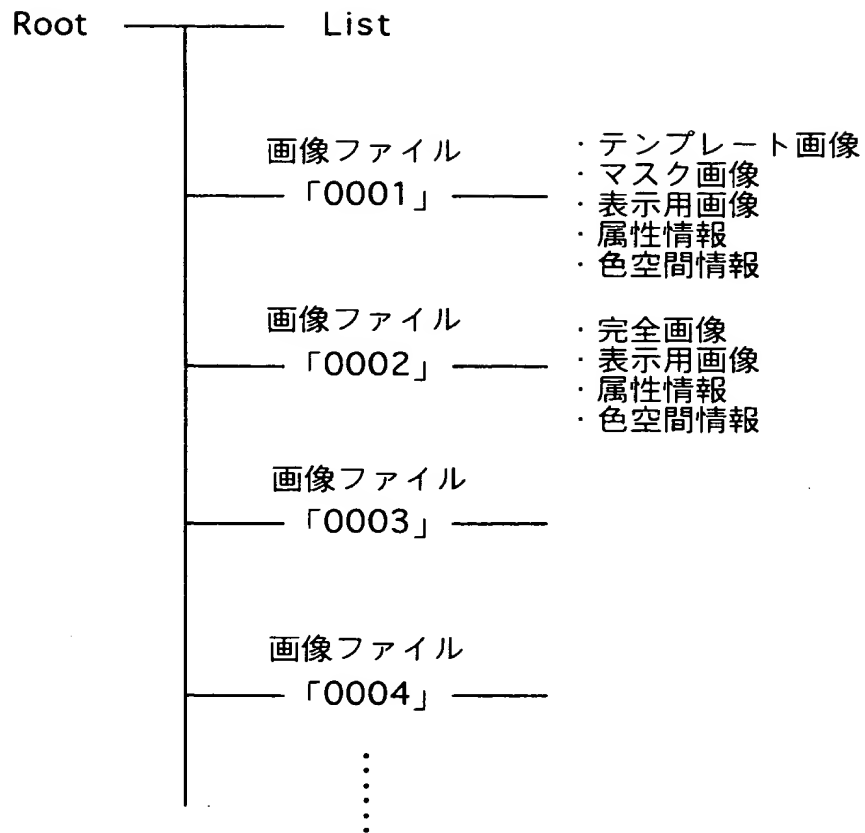 Root List
画像ファイル
「0001」
・テンプレート画像
・マスク画像
・表示用画像
・属性情報
・色空間情報
画像ファイル
「0002」
・完全画像
・表示用画像
・属性情報
・色空間情報
画像ファイル
「0003」
画像ファイル
「0004」